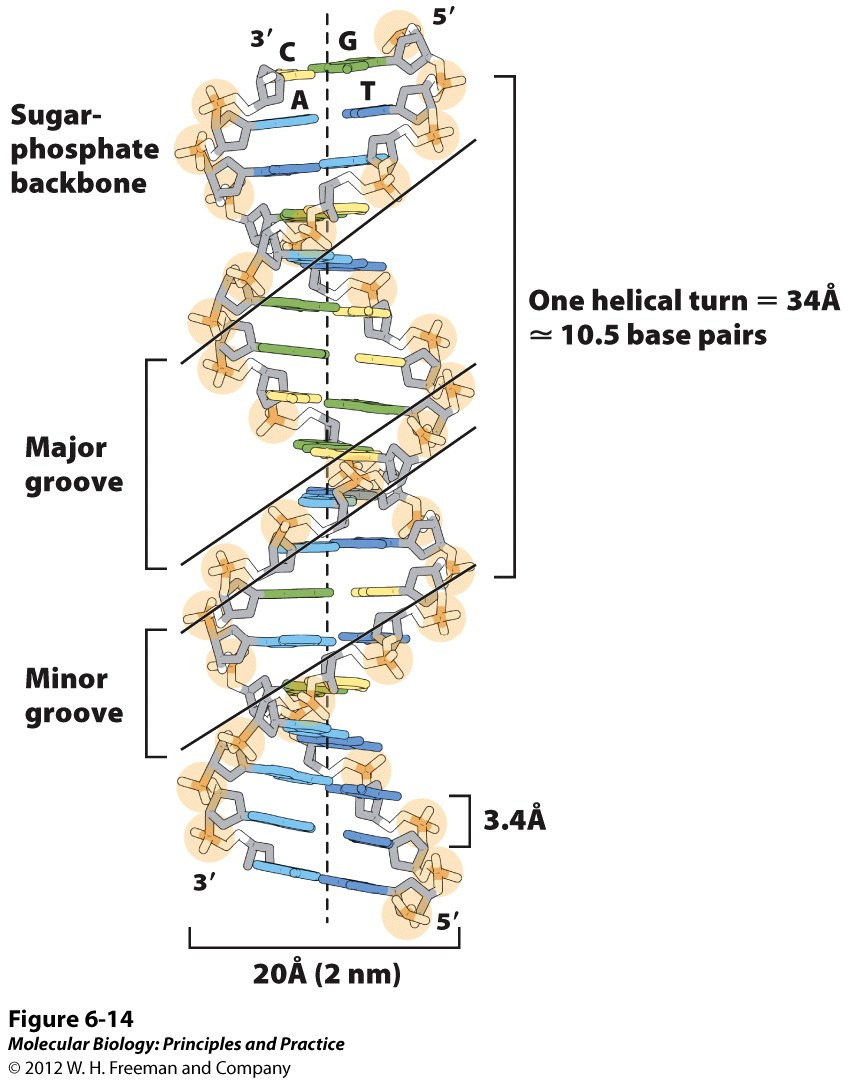 5′
3′
C
G
A
T
Sugar-
phosphate
backbone
One helical turn = 34Å
≃ 10.5 base pairs
Major
groove
Minor
groove
3.4Å
3′
5′
20Å (2 nm)
Figure 6-14
Molecular Biology: Principles and Practice
© 2012 W. H. Freeman and Company